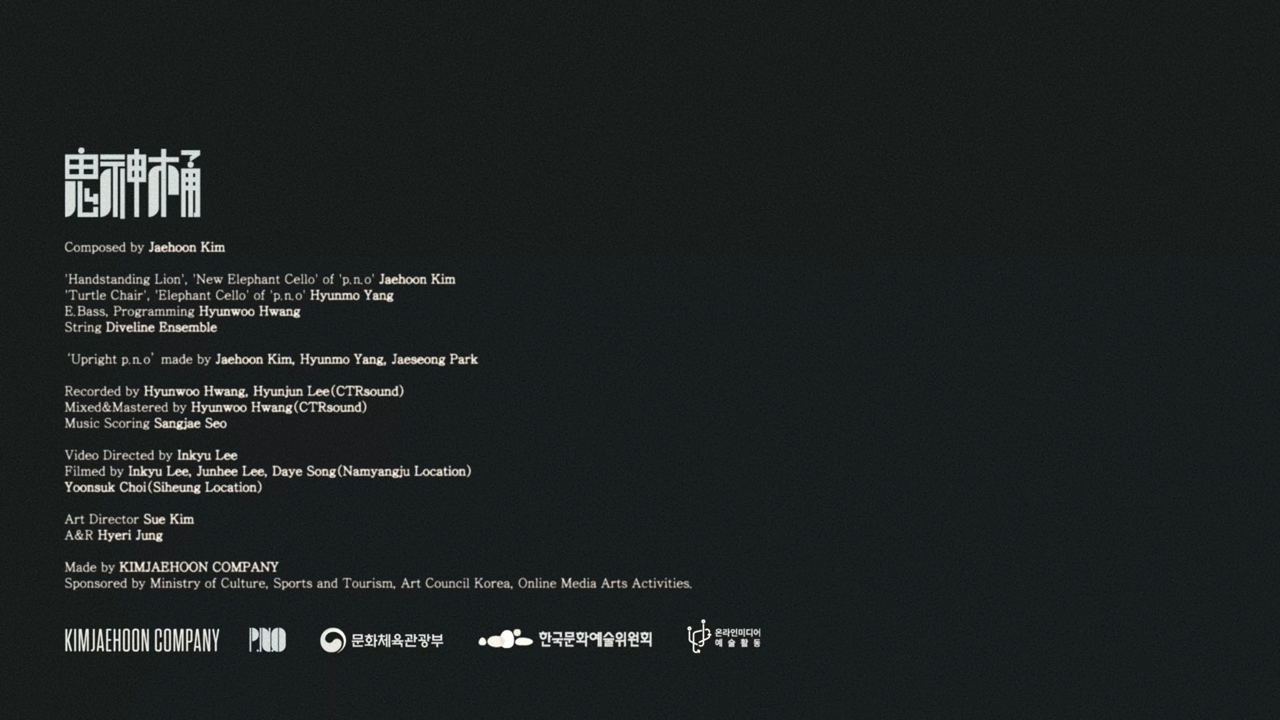 鬼神桶
Composed by Jaehoon Kim
'Handstanding Lion', 'New Elephant Cello' of 'p.n.o' Jaehoon Kim
'Turtle Chair', 'Elephant Cello' of 'p.n.o' Hyunmo Yang
E.Bass, Programming Hyunwoo Hwang
String Diveline Ensemble
'Upright p.n.o' made by Jaehoon Kim, Hyunmo Yang, Jaeseong Park
Recorded by Hyunwoo Hwang, Hyunjun Lee(CTRsound)
Mixed&Mastered by Hyunwoo Hwang(CTRsound)
Music Scoring Sangjae Seo
Video Directed by Inkyu Lee
Filmed by Inkyu Lee, Junhee Lee, Daye Song(Namyangju Location)
Yoonsuk Choi(Siheung Location)
Art Director Sue Kim
A&R Hyeri Jung
Made by KIMJAEHOON COMPANY
Sponsored by Ministry of Culture, Sports and Tourism, Art Council Korea, Online Media Arts Activities.
KIMJAEHOON COMPANY P.NO 문화체육관광부 한국문화예술위원회 온라인미디어
예술활동